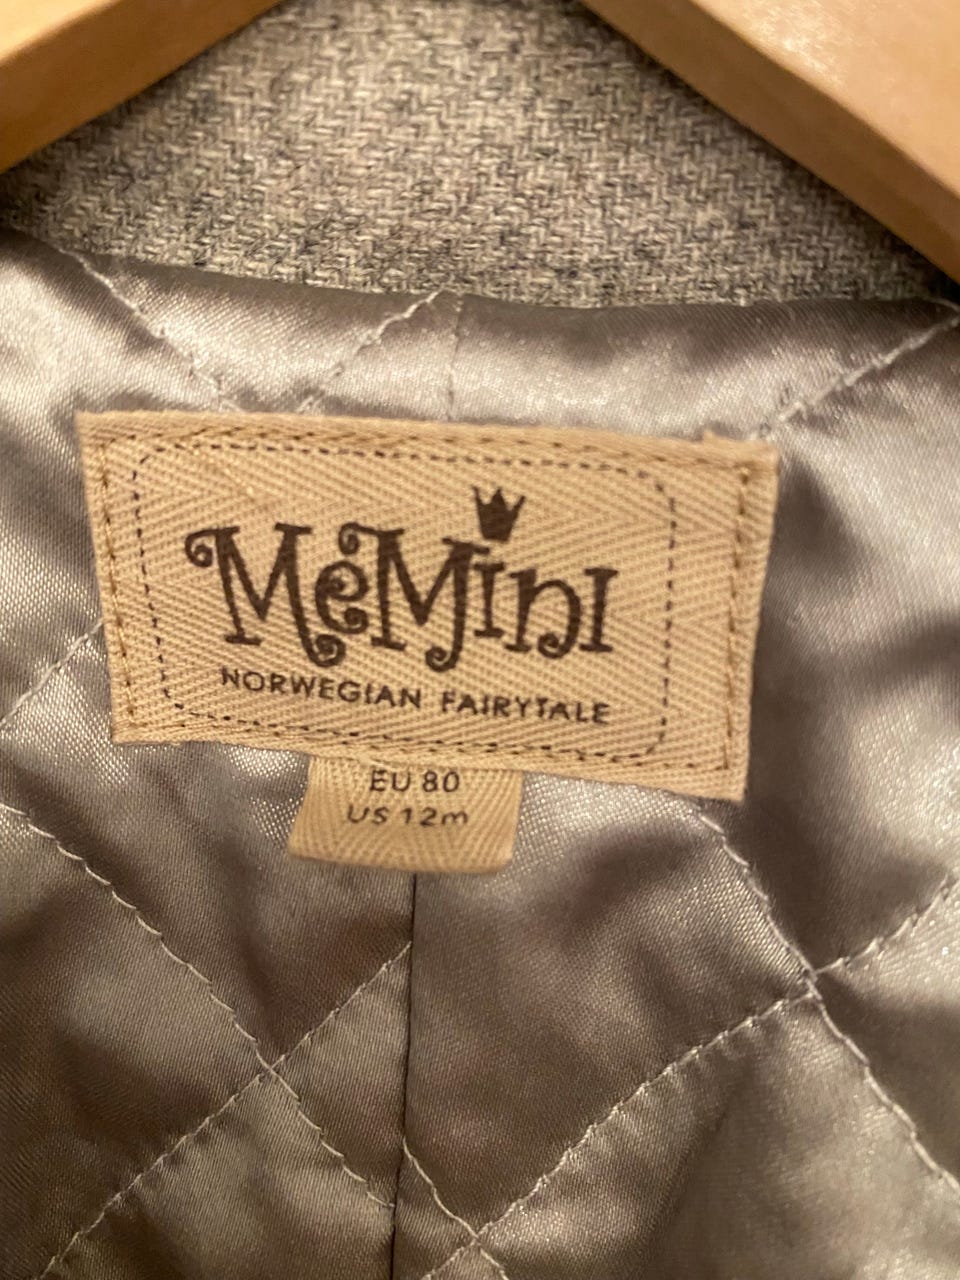 MeMini
NORWEGIAN FAIRYTALE
EU 80
US 12m